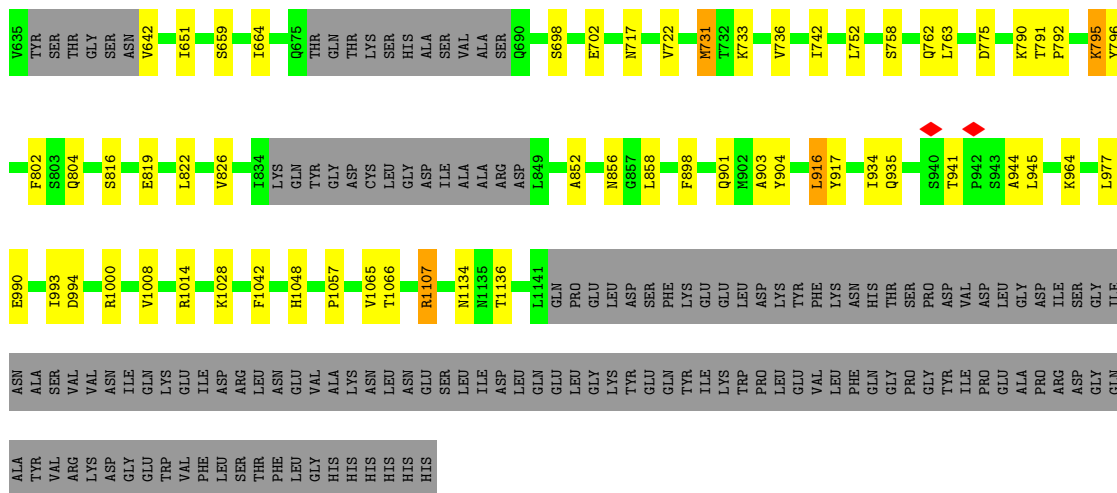 V635 TYR SER THR GLY SER ASN V642 I651 S659 I664 Q675 THR GLN THR LYS SER HIS ALA SER VAL ALA SER Q690 S698 E702 N717 V722 M731 T732 K733 V736 I742 L752 S758 Q762 L763 D775 K790 T791 P792 K795 Y796
F802 S803 Q804 S816 E819 L822 V826 I834 LYS GLN TYR GLY ASP CYS LEU GLY ASP ILE ALA ALA ARG ASP L849 A852 N856 G857 L858 F898 Q901 M902 A903 Y904 L916 Y917 I934 Q935 S940 T941 P942 S943 A944 L945 K964 L977
E990 I993 D994 R1000 V1008 R1014 K1028 F1042 H1048 P1057 V1065 T1066 R1107 N1134 N1135 T1136 L1141 GLN PRO GLU LEU ASP SER PHE LYS GLU GLU LEU ASP LYS TYR PHE LYS ASN HIS THR SER PRO ASP VAL ASP LEU GLY ASP ILE SER GLY ILE
ASN ALA SER VAL VAL ASN ILE GLN LYS GLU ILE ASP ARG LEU ASN GLU VAL ALA LYS ASN LEU ASN GLU SER LEU ILE ASP LEU GLN GLU LEU GLY LYS TYR GLU GLN TYR ILE LYS TRP PRO LEU GLU VAL LEU PHE GLN GLY PRO GLY TYR ILE PRO GLU ALA PRO ARG ASP GLY GLN
ALA TYR VAL ARG LYS ASP GLY GLU TRP VAL PHE LEU SER THR PHE LEU GLY HIS HIS HIS HIS HIS HIS